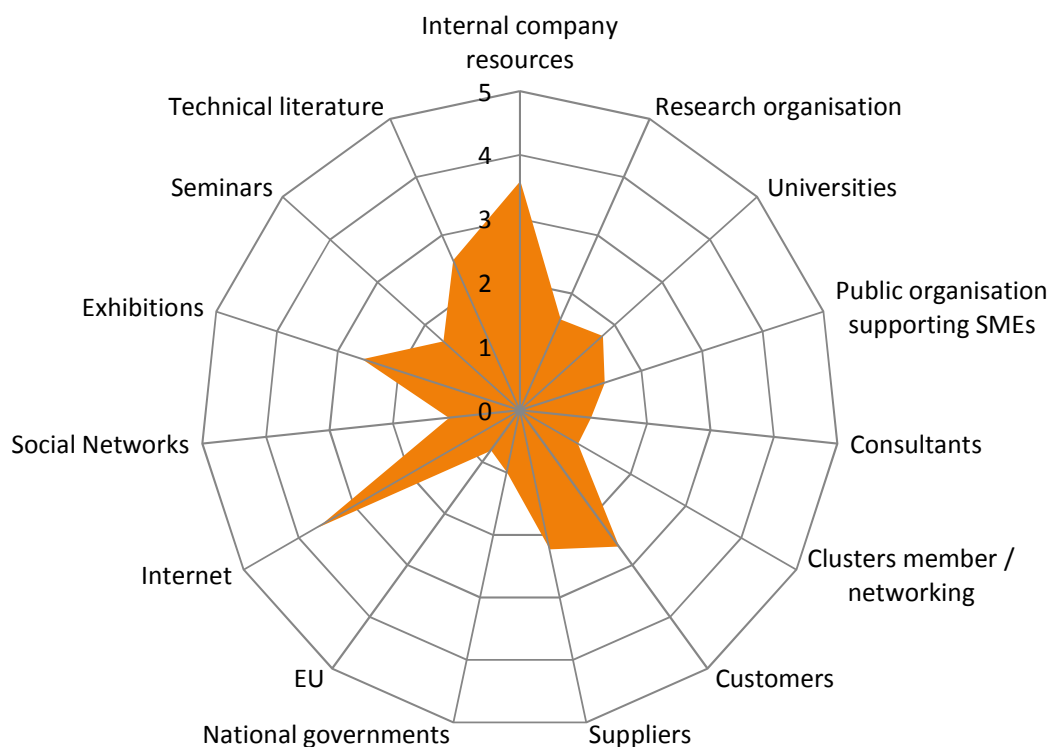 Internal company
resources
Research organisation
Universities
Public organisation
supporting SMEs
Consultants
Clusters member /
networking
Customers
Suppliers
National governments
EU
Internet
Social Networks
Exhibitions
Seminars
Technical literature
5
4
3
2
1
0